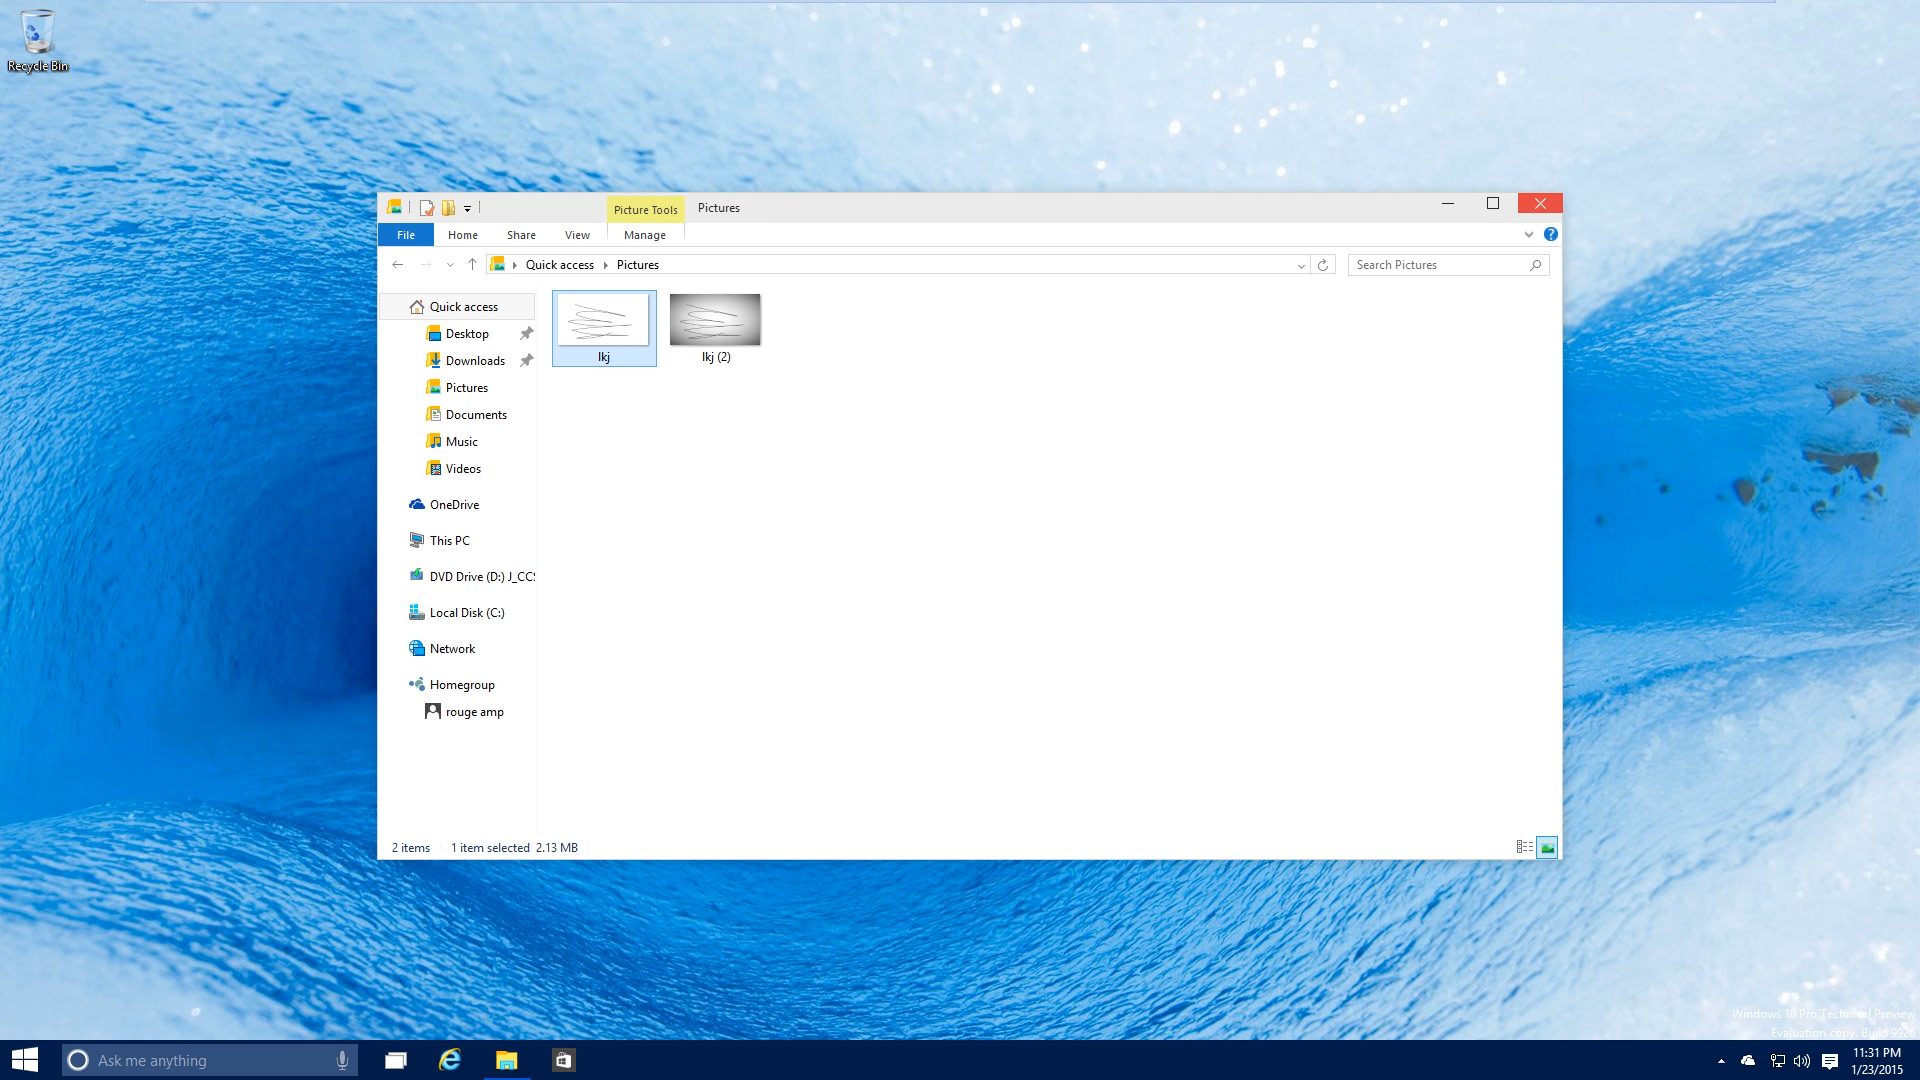 Recycle Bin
Picture Tools
Pictures
File
Home
Share
View
Manage
Quick access
Pictures
Search Pictures
Quick access
Desktop
Downloads
Pictures
Documents
Music
Videos
OneDrive
This PC
DVD Drive (D:) J_CCS
Local Disk (C:)
Network
Homegroup
rouge amp
lkj
lkj (2)
2 items
1 item selected 2.13 MB
Windows 10 Pro Technical Preview
Evaluation copy. Build 9926
Ask me anything
11:31 PM
1/23/2015